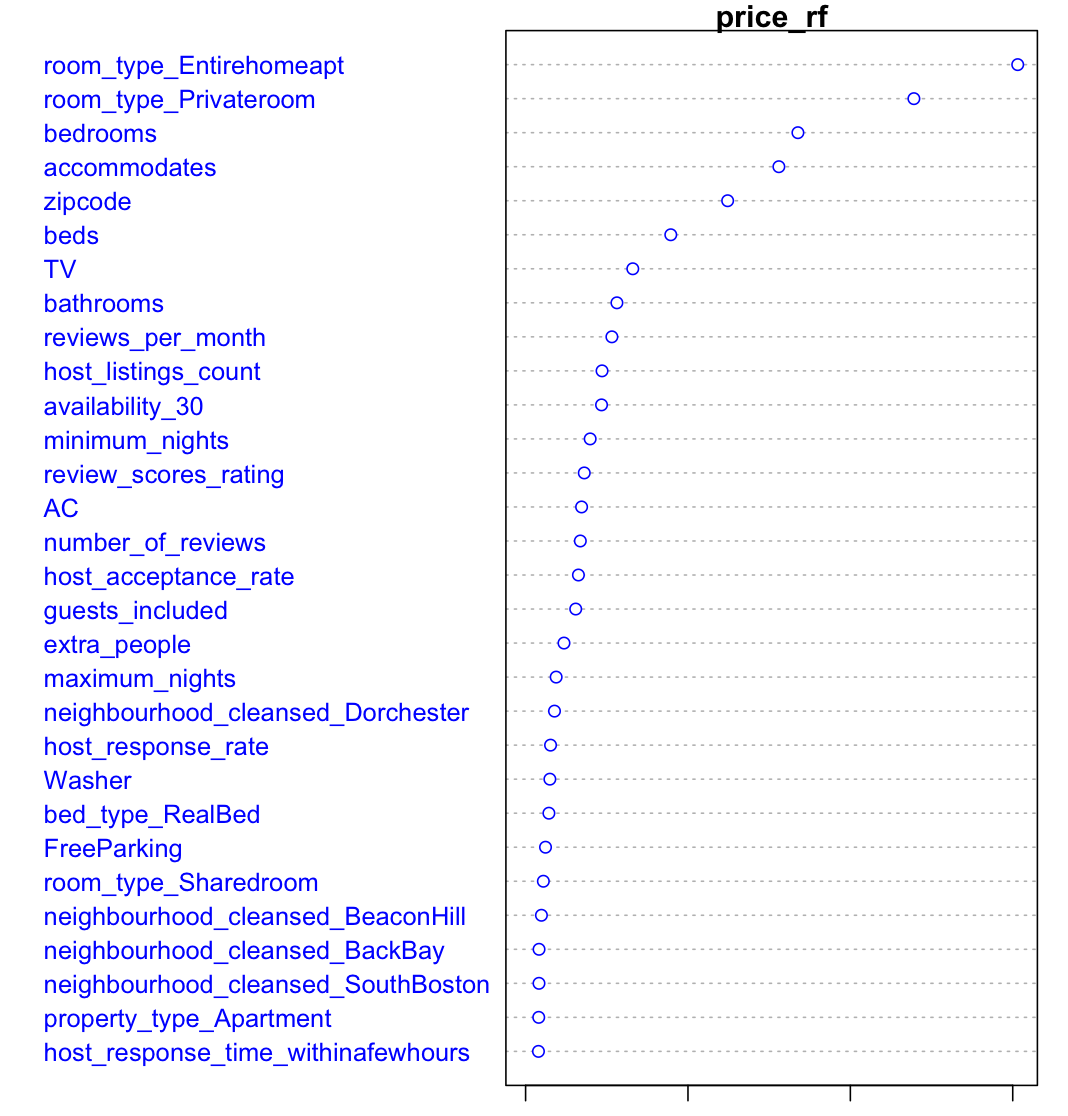 price_rf
room_type_Entirehomeapt
room_type_Privateroom
bedrooms
accommodates
zipcode
beds
TV
bathrooms
reviews_per_month
host_listings_count
availability_30
minimum_nights
review_scores_rating
AC
number_of_reviews
host_acceptance_rate
guests_included
extra_people
maximum_nights
neighbourhood_cleansed_Dorchester
host_response_rate
Washer
bed_type_RealBed
FreeParking
room_type_Sharedroom
neighbourhood_cleansed_BeaconHill
neighbourhood_cleansed_BackBay
neighbourhood_cleansed_SouthBoston
property_type_Apartment
host_response_time_withinafewhours